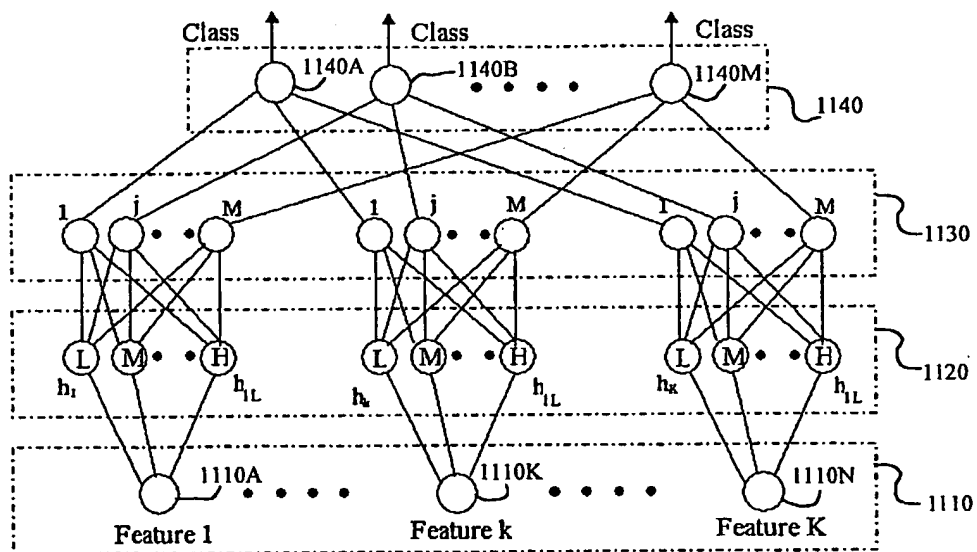 Class Class Class
1140A 1140B 1140M
1140
1 j M 1 j M 1 j M
1130
L M H L M H L M H
h₁ h₁L hₖ h₁L h_K h₁L
1120
1110A 1110K 1110N
1110
Feature 1 Feature k Feature K